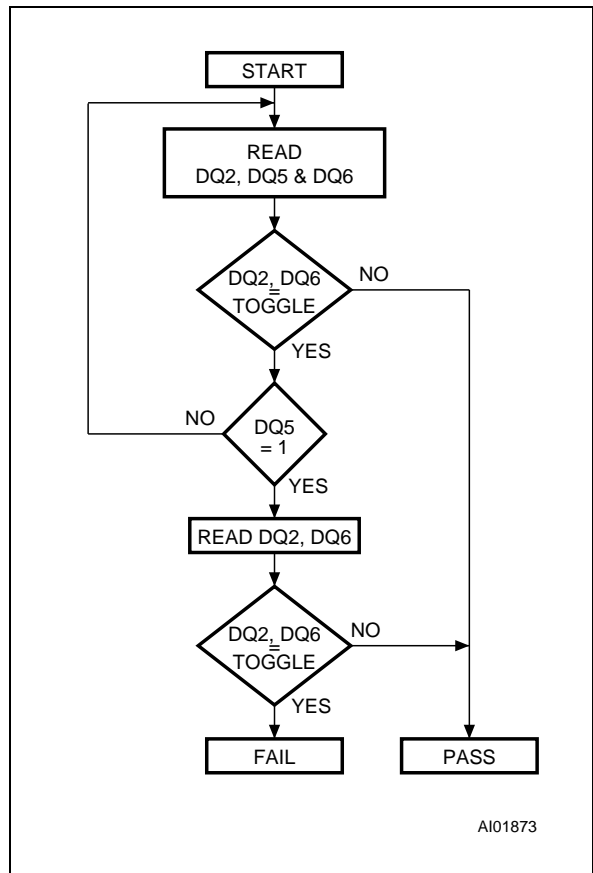 START
READ
DQ2, DQ5 & DQ6
DQ2, DQ6
=
TOGGLE
NO
YES
NO
DQ5
= 1
YES
READ DQ2, DQ6
DQ2, DQ6
=
TOGGLE
NO
YES
FAIL
PASS
AI01873